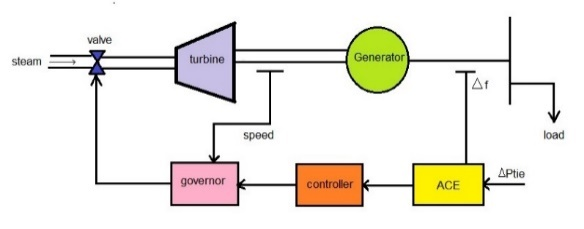 valve
steam
turbine
Generator
Δf
speed
load
governor
controller
ACE
ΔPtie